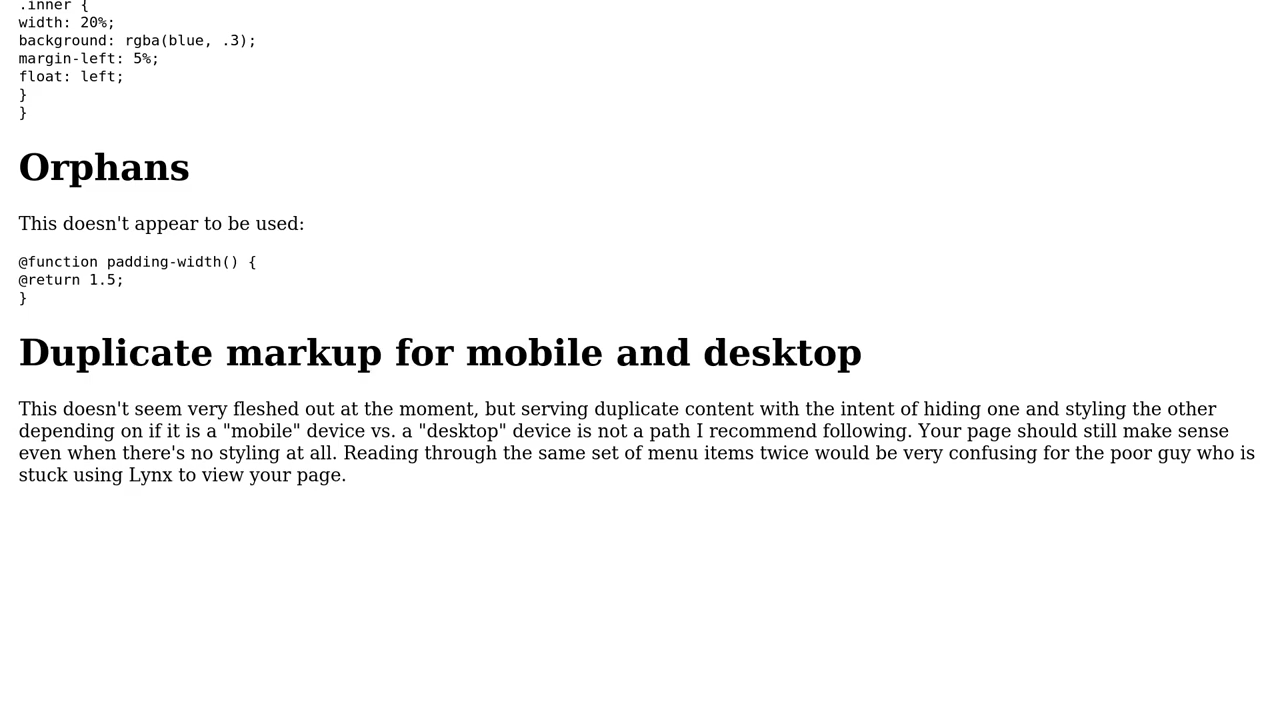 .inner {
width: 20%;
background: rgba(blue, .3);
margin-left: 5%;
float: left;
}
}
Orphans
This doesn't appear to be used:
@function padding-width() {
@return 1.5;
}
Duplicate markup for mobile and desktop
This doesn't seem very fleshed out at the moment, but serving duplicate content with the intent of hiding one and styling the other
depending on if it is a "mobile" device vs. a "desktop" device is not a path I recommend following. Your page should still make sense
even when there's no styling at all. Reading through the same set of menu items twice would be very confusing for the poor guy who is
stuck using Lynx to view your page.